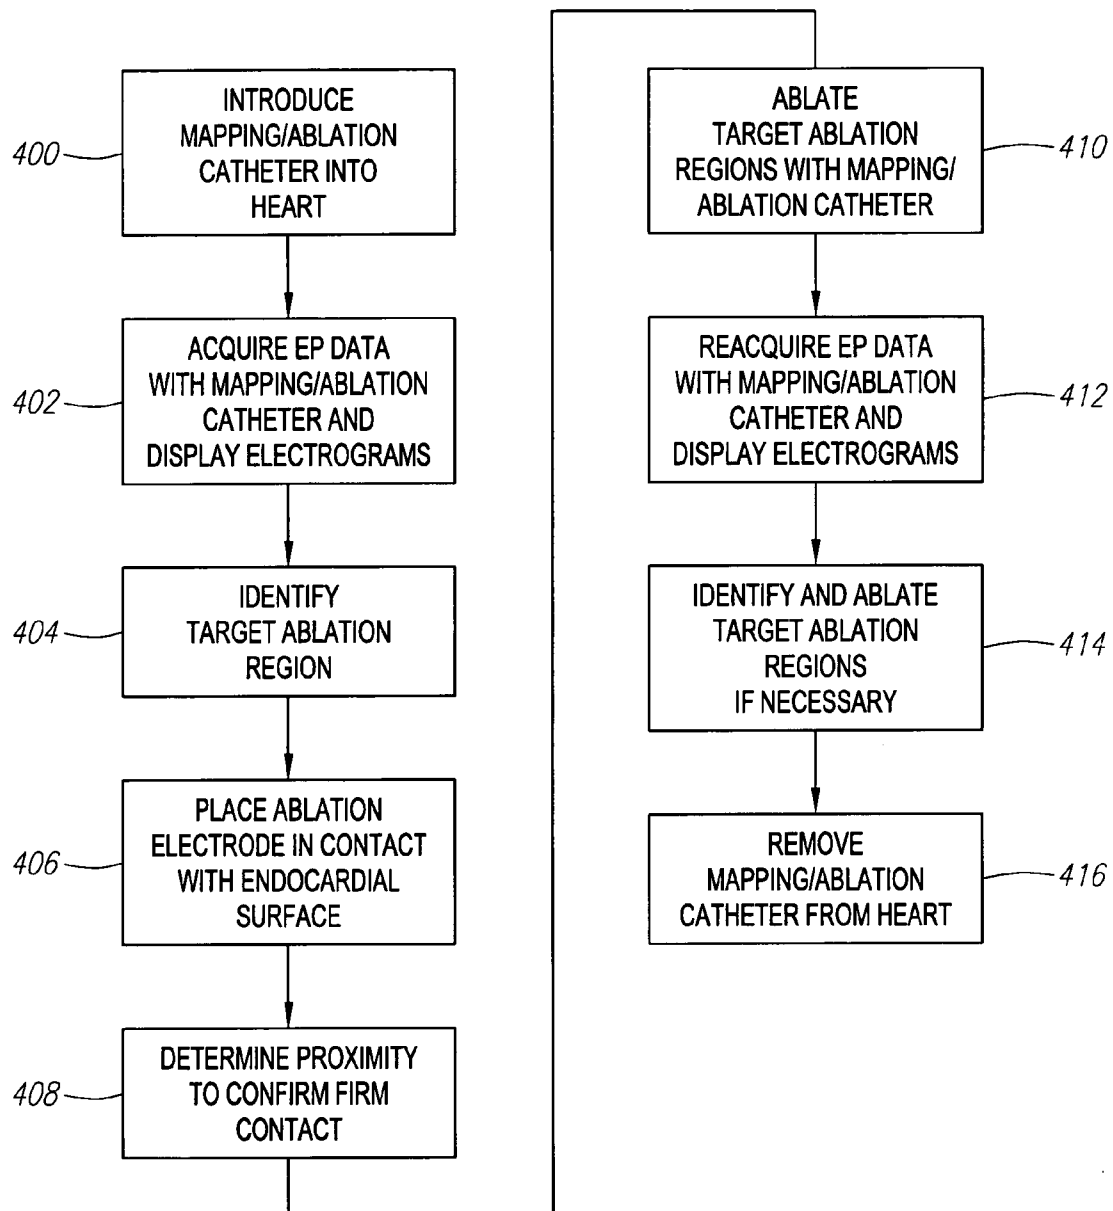 400
INTRODUCE
MAPPING/ABLATION
CATHETER INTO
HEART
402
ACQUIRE EP DATA
WITH MAPPING/ABLATION
CATHETER AND
DISPLAY ELECTROGRAMS
404
IDENTIFY
TARGET ABLATION
REGION
406
PLACE ABLATION
ELECTRODE IN CONTACT
WITH ENDOCARDIAL
SURFACE
408
DETERMINE PROXIMITY
TO CONFIRM FIRM
CONTACT
ABLATE
TARGET ABLATION
REGIONS WITH MAPPING/
ABLATION CATHETER
410
REACQUIRE EP DATA
WITH MAPPING/ABLATION
CATHETER AND
DISPLAY ELECTROGRAMS
412
IDENTIFY AND ABLATE
TARGET ABLATION
REGIONS
IF NECESSARY
414
REMOVE
MAPPING/ABLATION
CATHETER FROM HEART
416